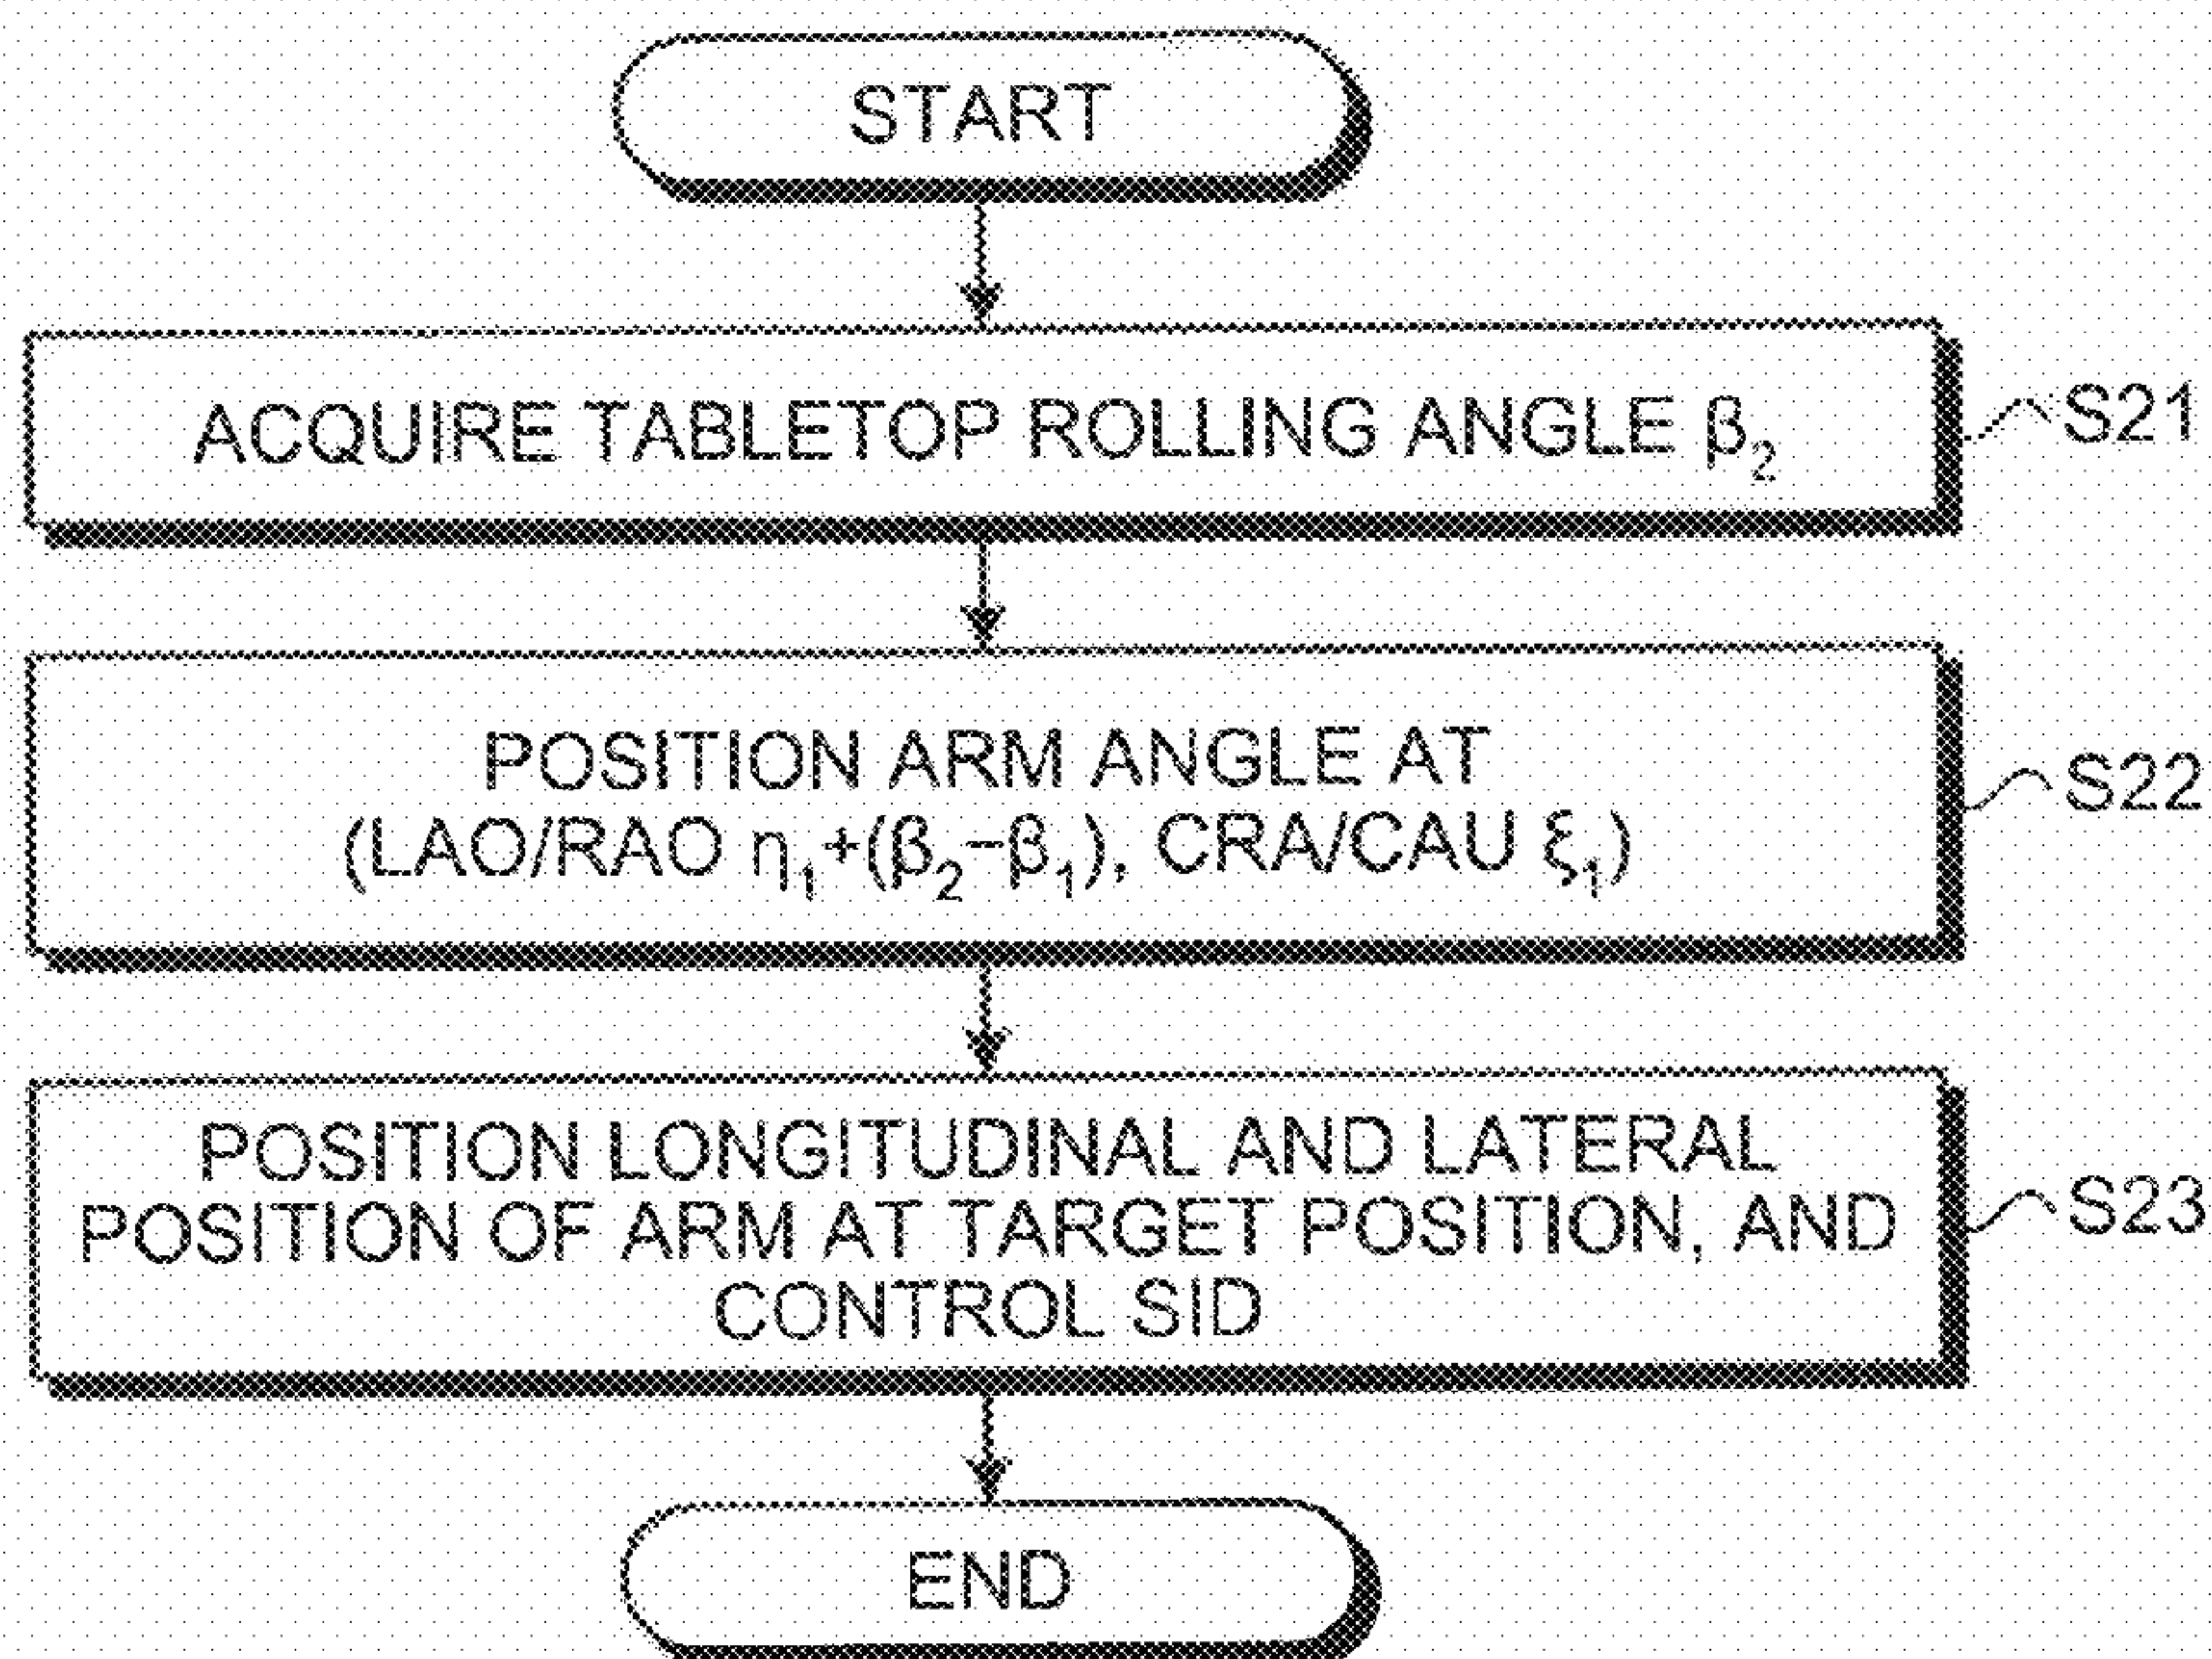 START
ACQUIRE TABLETOP ROLLING ANGLE β₂
S21
POSITION ARM ANGLE AT
(LAO/RAO η₁+(β₂−β₁), CRA/CAU ξ₁)
S22
POSITION LONGITUDINAL AND LATERAL
POSITION OF ARM AT TARGET POSITION, AND
CONTROL SID
S23
END